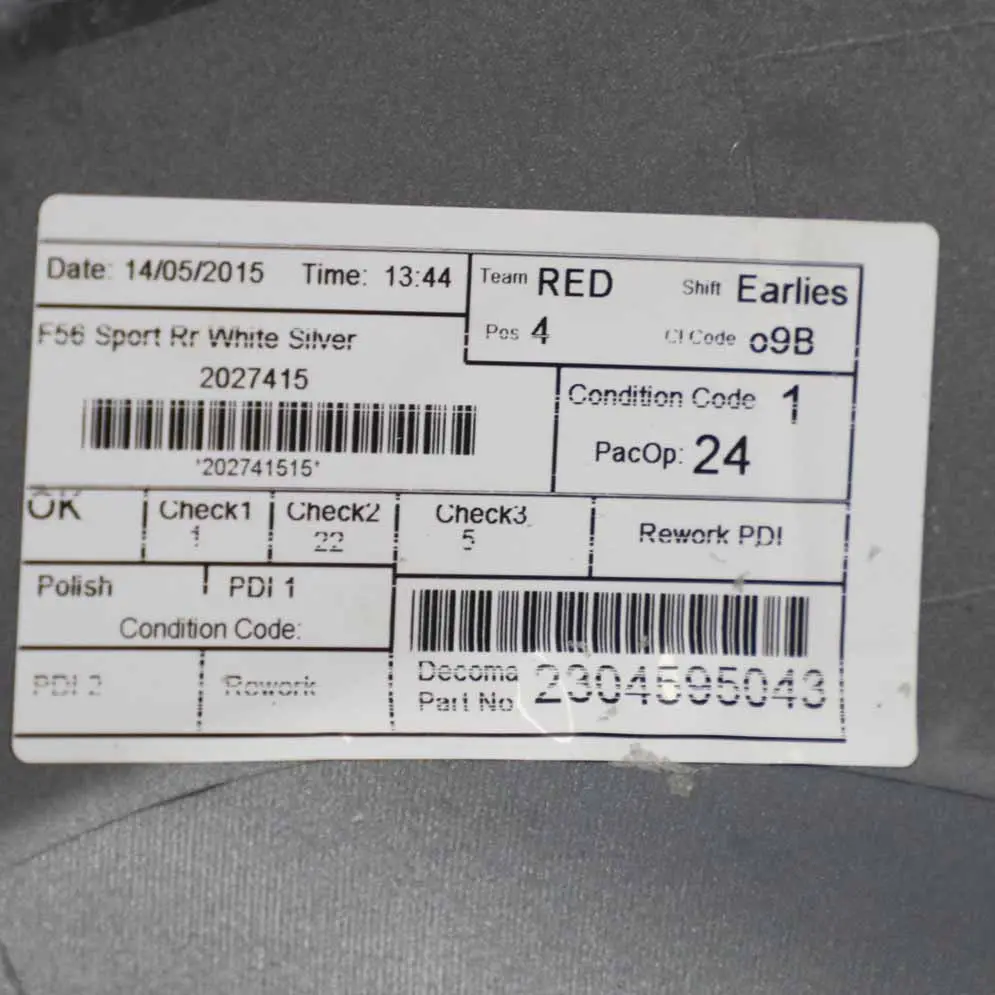 Date: 14/05/2015 Time: 13:44
Team RED Shift Earlies
Pos 4 CI Code o9B
F56 Sport Rr White Silver
2027415
*202741515*
Condition Code 1
PacOp: 24
OK Check1 Check2 Check3 Rework PDI
1 22 5
Polish PDI 1
Condition Code:
PDI 2 Rework
Decoma
Part No 2304595043